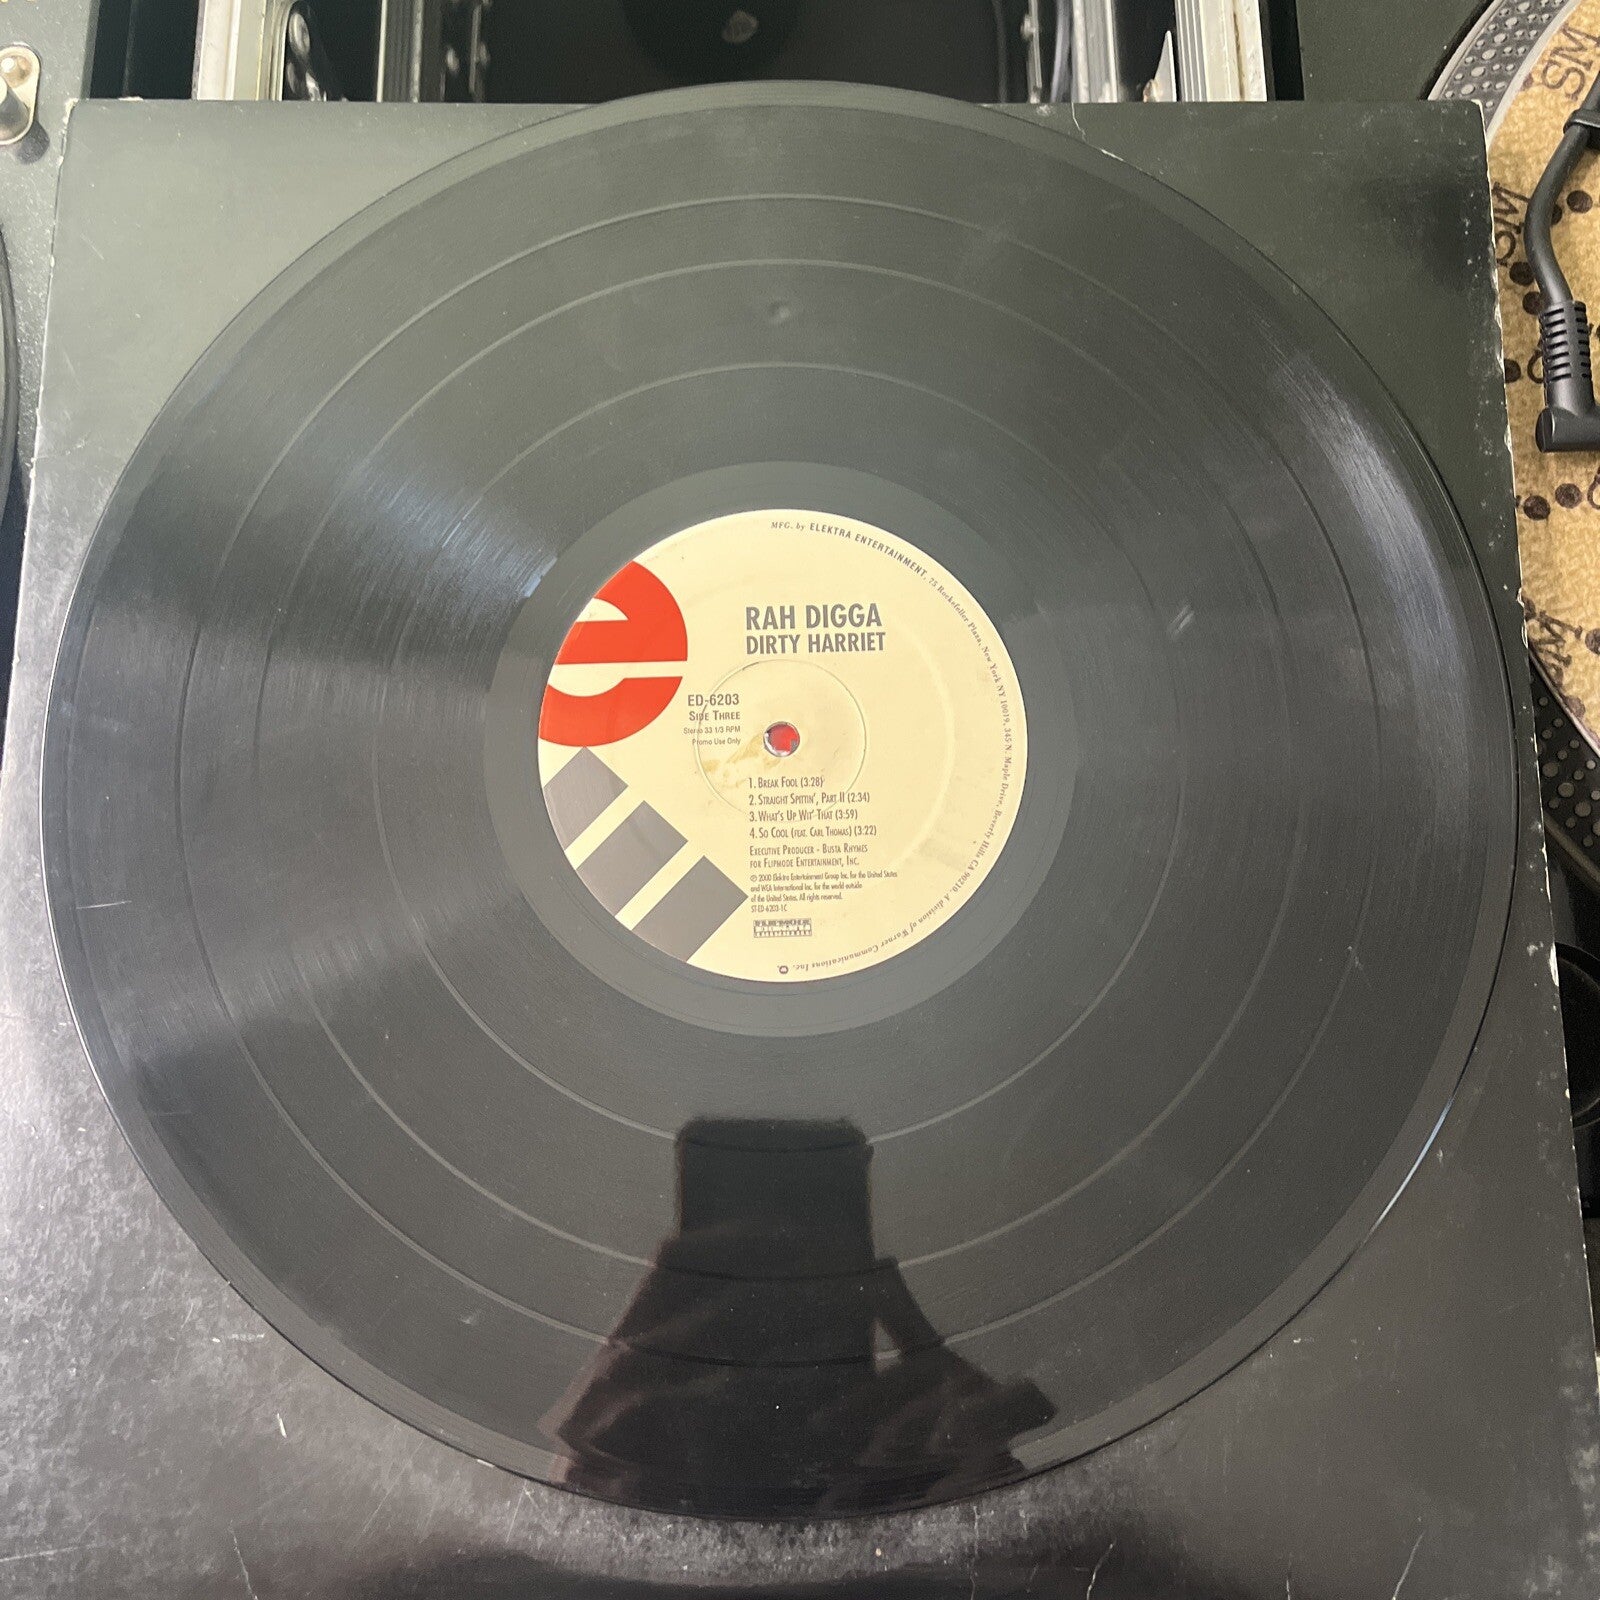 MFG. by ELEKTRA ENTERTAINMENT, 75 Rockefeller Plaza, New York NY 10019, 345 N. Maple Drive, Beverly Hills CA 90210. A division of Warner Communications Inc.
e
RAH DIGGA
DIRTY HARRIET
ED-6203
SIDE THREE
Stereo 33 1/3 RPM
Promo Use Only
1. BREAK FOOL (3:28)
2. STRAIGHT SPITTIN', PART II (2:34)
3. WHAT'S UP WIT' THAT (3:59)
4. SO COOL (FEAT. CARL THOMAS) (3:22)
EXECUTIVE PRODUCER - BUSTA RHYMES
FOR FLIPMODE ENTERTAINMENT, INC.
℗ 2000 Elektra Entertainment Group Inc. for the United States
and WEA International Inc. for the world outside
of the United States. All rights reserved.
ST-ED-6203-1C